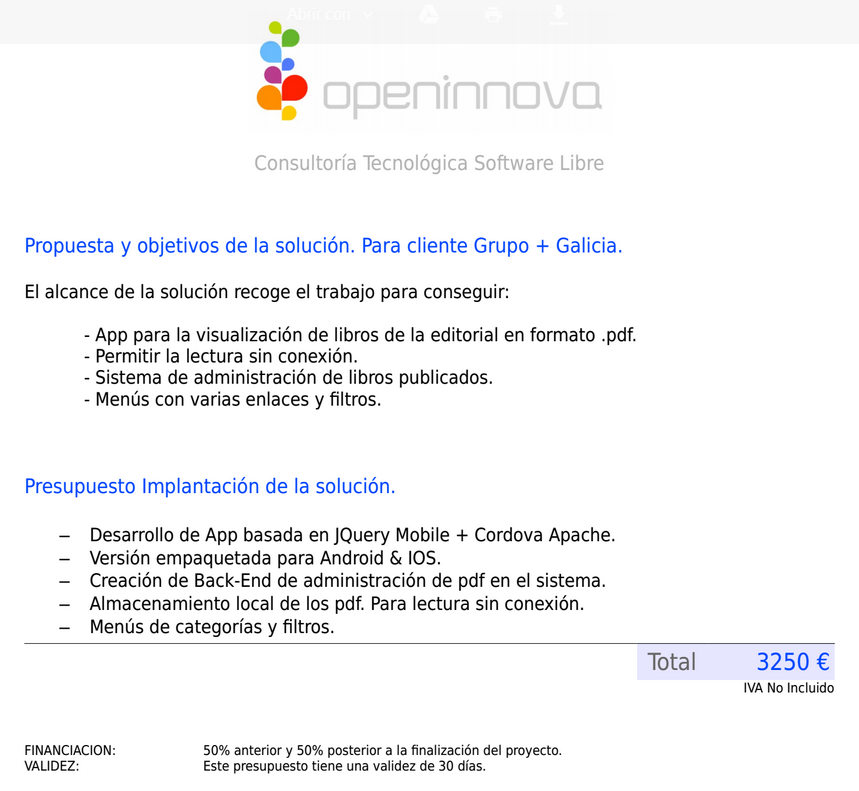 Abrir con
openinnova
Consultoría Tecnológica Software Libre
Propuesta y objetivos de la solución. Para cliente Grupo + Galicia.
El alcance de la solución recoge el trabajo para conseguir:
- App para la visualización de libros de la editorial en formato .pdf.
- Permitir la lectura sin conexión.
- Sistema de administración de libros publicados.
- Menús con varias enlaces y filtros.
Presupuesto Implantación de la solución.
– Desarrollo de App basada en JQuery Mobile + Cordova Apache.
– Versión empaquetada para Android & IOS.
– Creación de Back-End de administración de pdf en el sistema.
– Almacenamiento local de los pdf. Para lectura sin conexión.
– Menús de categorías y filtros.
Total 3250 €
IVA No Incluido
FINANCIACION: 50% anterior y 50% posterior a la finalización del proyecto.
VALIDEZ: Este presupuesto tiene una validez de 30 días.